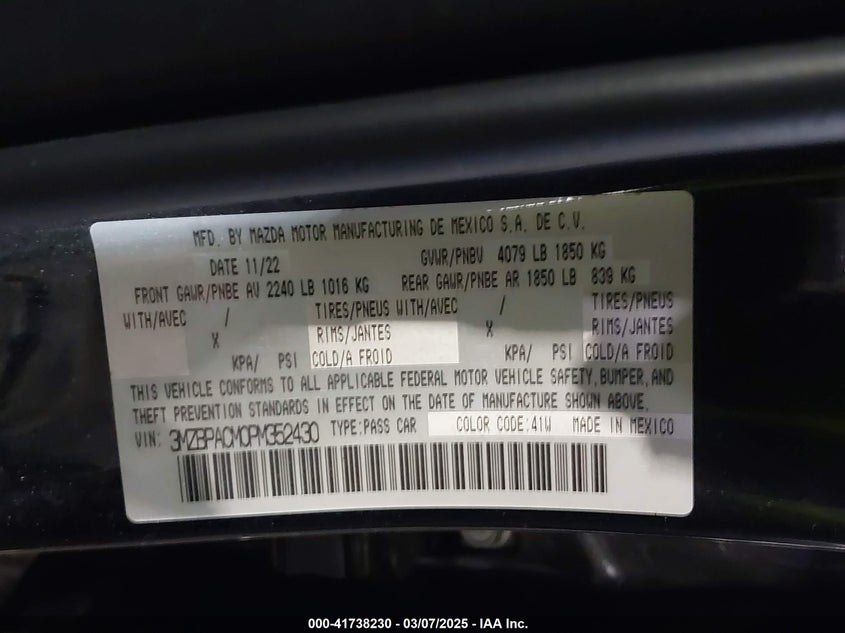 MFD. BY MAZDA MOTOR MANUFACTURING DE MEXICO S.A. DE C.V.
DATE 11/22 GVWR/PNBV 4079 LB 1850 KG
FRONT GAWR/PNBE AV 2240 LB 1016 KG REAR GAWR/PNBE AR 1850 LB 839 KG
WITH/AVEC / TIRES/PNEUS WITH/AVEC / TIRES/PNEUS
X RIMS/JANTES X RIMS/JANTES
KPA/ PSI COLD/A FROID KPA/ PSI COLD/A FROID
THIS VEHICLE CONFORMS TO ALL APPLICABLE FEDERAL MOTOR VEHICLE SAFETY, BUMPER, AND
THEFT PREVENTION STANDARDS IN EFFECT ON THE DATE OF MANUFACTURE SHOWN ABOVE.
VIN: 3MZBPACM0PM352430 TYPE:PASS CAR COLOR CODE:41W MADE IN MEXICO
000-41738230 - 03/07/2025 - IAA Inc.